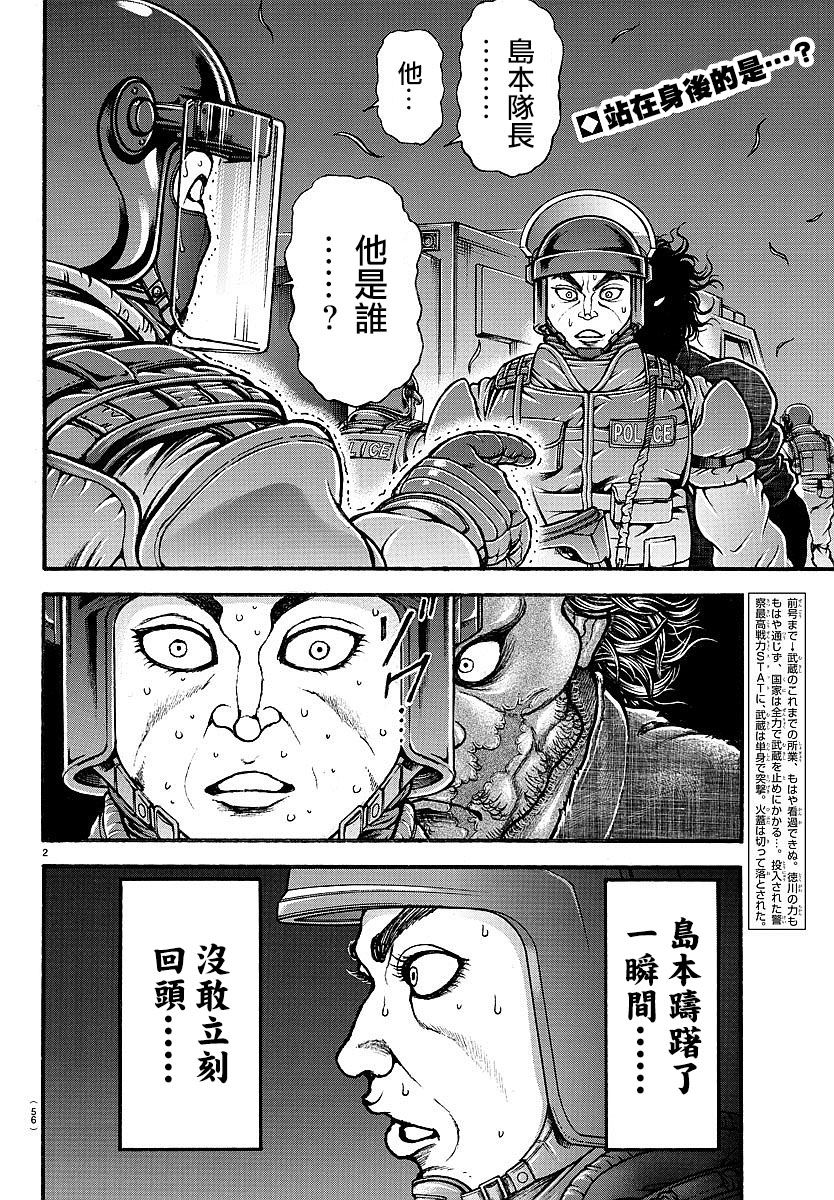 站在身後的是…？
島本隊長
………
他…
他是誰
……？
POLICE
POLICE
前号まで→武蔵のこれまでの所業、もはや看過できぬ。徳川の力も
もはや通じず、国家は全力で武蔵を止めにかかる…。投入された警
察最高戦力STATに、武蔵は単身で突撃。火蓋は切って落とされた。
2
島本躊躇了
一瞬間……
沒敢立刻
回頭……
(56)